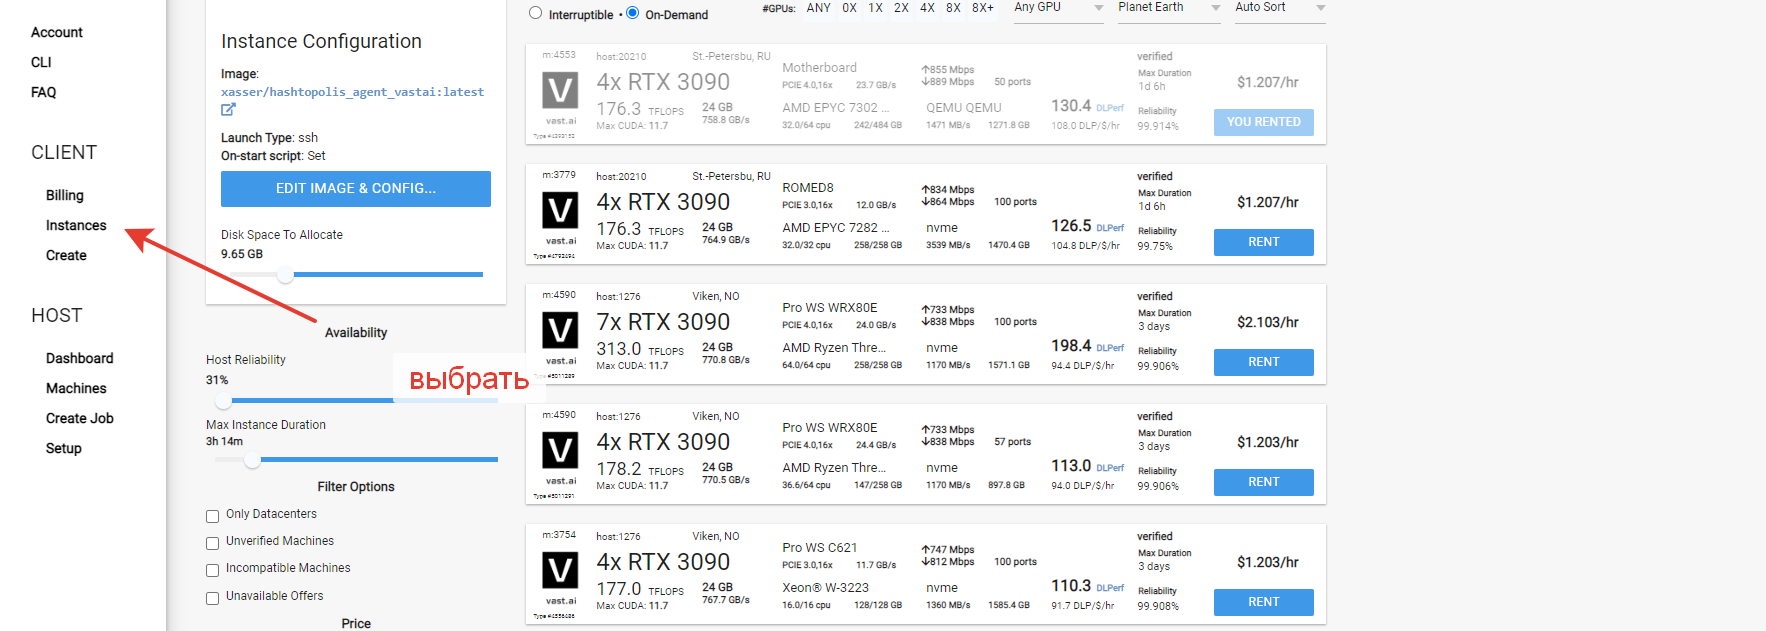 Account
CLI
FAQ
CLIENT
Billing
Instances
Create
HOST
Dashboard
Machines
Create Job
Setup
Instance Configuration
Image:
xasser/hashtopolis_agent_vastai:latest
Launch Type: ssh
On-start script: Set
EDIT IMAGE & CONFIG...
Disk Space To Allocate
9.65 GB
Availability
Host Reliability
31%
выбрать
Max Instance Duration
3h 14m
Filter Options
Only Datacenters
Unverified Machines
Incompatible Machines
Unavailable Offers
Price
Interruptible • On-Demand
#GPUs: ANY 0X 1X 2X 4X 8X 8X+ Any GPU Planet Earth Auto Sort
m:4553 host:20210 St.-Petersbu, RU verified
4x RTX 3090 Motherboard ↑855 Mbps Max Duration $1.207/hr
PCIE 4.0,16x 23.7 GB/s ↓889 Mbps 50 ports 1d 6h
176.3 TFLOPS 24 GB AMD EPYC 7302 ... QEMU QEMU 130.4 DLPerf Reliability YOU RENTED
vast.ai Max CUDA: 11.7 758.8 GB/s 32.0/64 cpu 242/484 GB 1471 MB/s 1271.8 GB 108.0 DLP/$/hr 99.914%
m:3779 host:20210 St.-Petersbu, RU verified
4x RTX 3090 ROMED8 ↑834 Mbps Max Duration $1.207/hr
PCIE 3.0,16x 12.0 GB/s ↓864 Mbps 100 ports 1d 6h
176.3 TFLOPS 24 GB AMD EPYC 7282 ... nvme 126.5 DLPerf Reliability RENT
vast.ai Max CUDA: 11.7 764.9 GB/s 32.0/32 cpu 258/258 GB 3539 MB/s 1470.4 GB 104.8 DLP/$/hr 99.75%
m:4590 host:1276 Viken, NO verified
7x RTX 3090 Pro WS WRX80E ↑733 Mbps Max Duration $2.103/hr
PCIE 4.0,16x 24.0 GB/s ↓838 Mbps 100 ports 3 days
313.0 TFLOPS 24 GB AMD Ryzen Thre... nvme 198.4 DLPerf Reliability RENT
vast.ai Max CUDA: 11.7 770.8 GB/s 64.0/64 cpu 258/258 GB 1170 MB/s 1571.1 GB 94.4 DLP/$/hr 99.906%
m:4590 host:1276 Viken, NO verified
4x RTX 3090 Pro WS WRX80E ↑733 Mbps Max Duration $1.203/hr
PCIE 4.0,16x 24.4 GB/s ↓838 Mbps 57 ports 3 days
178.2 TFLOPS 24 GB AMD Ryzen Thre... nvme 113.0 DLPerf Reliability RENT
vast.ai Max CUDA: 11.7 770.5 GB/s 36.6/64 cpu 147/258 GB 1170 MB/s 897.8 GB 94.0 DLP/$/hr 99.906%
m:3754 host:1276 Viken, NO verified
4x RTX 3090 Pro WS C621 ↑747 Mbps Max Duration $1.203/hr
PCIE 3.0,16x 11.7 GB/s ↓812 Mbps 100 ports 3 days
177.0 TFLOPS 24 GB Xeon® W-3223 nvme 110.3 DLPerf Reliability RENT
vast.ai Max CUDA: 11.7 767.7 GB/s 16.0/16 cpu 128/128 GB 1360 MB/s 1585.4 GB 91.7 DLP/$/hr 99.908%